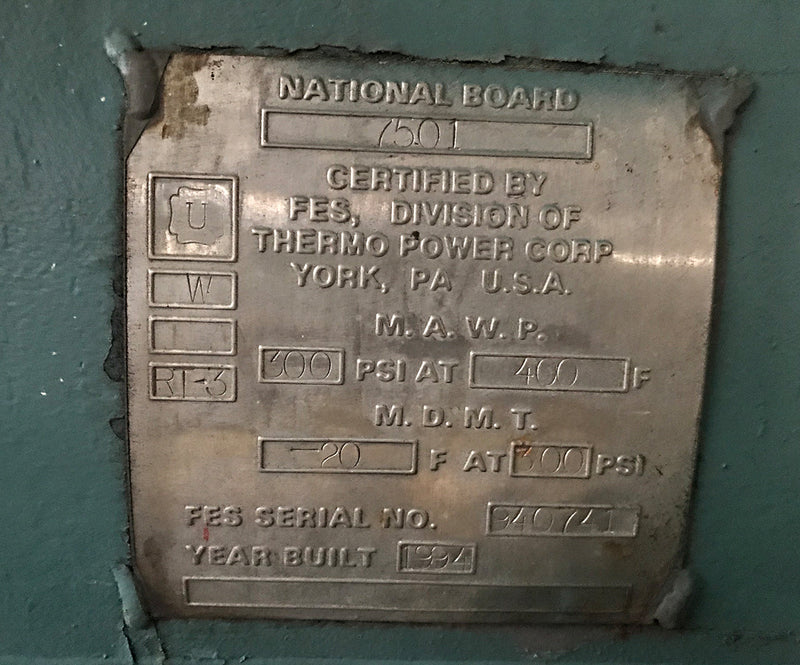 NATIONAL BOARD
7501
CERTIFIED BY
FES, DIVISION OF
THERMO POWER CORP
YORK, PA U.S.A.
U
W
RT-3
M. A. W. P.
300 PSI AT 400 F
M. D. M. T.
-20 F AT 300 PSI
FES SERIAL NO. 940741
YEAR BUILT 1994